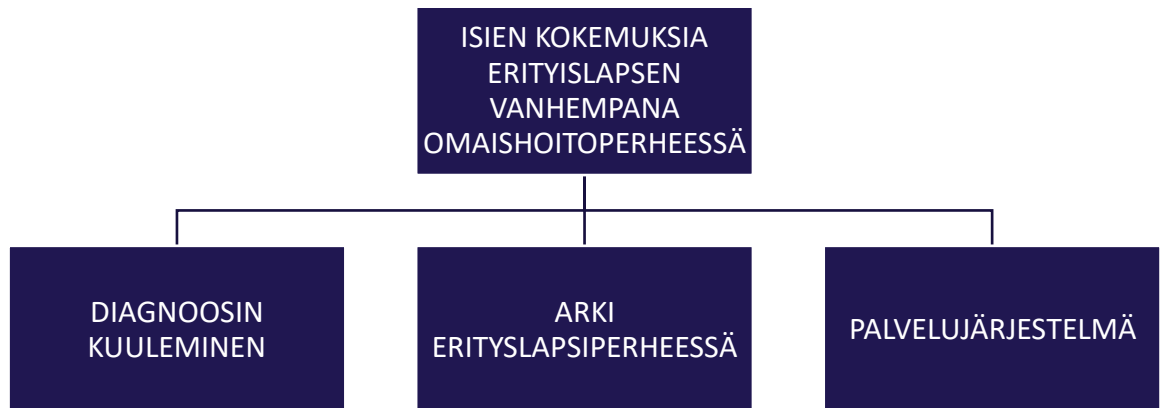 ISIEN KOKEMUKSIA
ERITYISLAPSEN
VANHEMPANA
OMAISHOITOPERHEESSÄ
DIAGNOOSIN
KUULEMINEN
ARKI
ERITYSLAPSIPERHEESSÄ
PALVELUJÄRJESTELMÄ